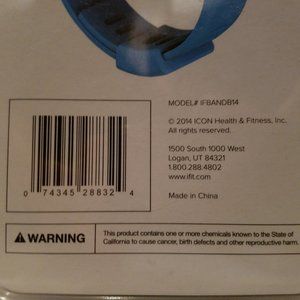 MODEL# IFBANDB14
© 2014 ICON Health & Fitness, Inc.
All rights reserved.
1500 South 1000 West
Logan, UT 84321
1.800.288.4802
www.ifit.com
Made in China
0 74345 28832 4
WARNING
This product contains one or more chemicals known to the State of
California to cause cancer, birth defects and other reproductive harm.